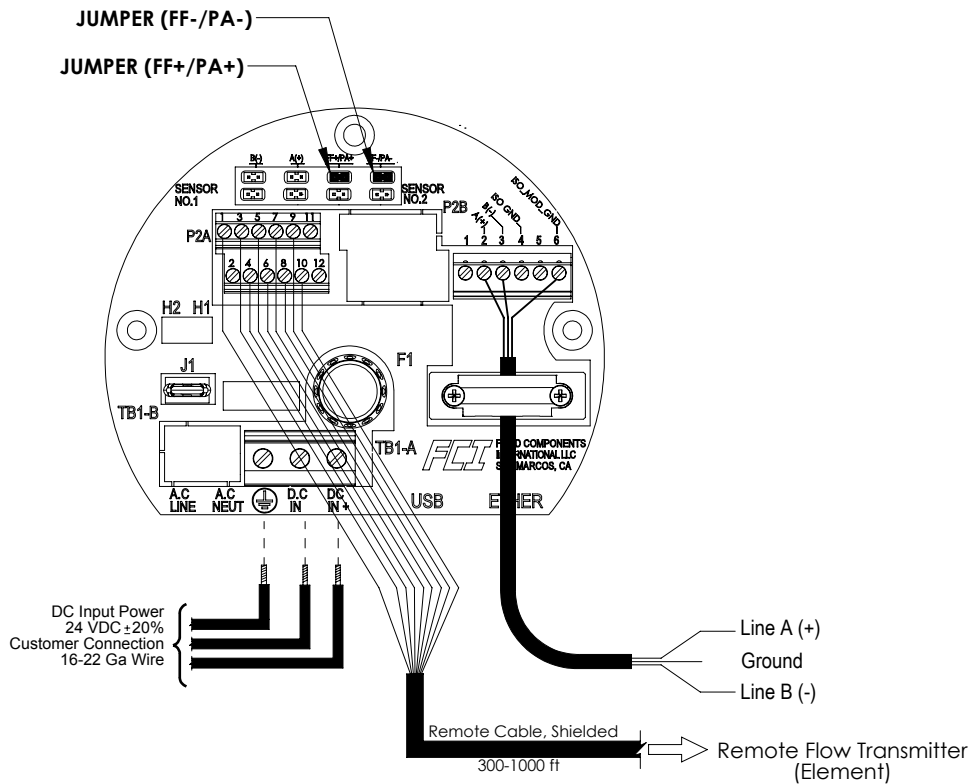 JUMPER (FF-/PA-)
JUMPER (FF+/PA+)
B(-) A(+) FF+/PA+ FF-/PA-
SENSOR NO.1
SENSOR NO.2
P2B
A(+)
B(-)
ISO GND
ISO_MOD_GND
1 2 3 4 5 6
P2A
1 3 5 7 9 11
2 4 6 8 10 12
H2 H1
J1
F1
TB1-B
TB1-A
FCI
INTERNATIONAL LLC
MARCOS, CA
A.C LINE
A.C NEUT
D.C IN
DC IN +
USB
DC Input Power
24 VDC ±20%
Customer Connection
16-22 Ga Wire
Line A (+)
Ground
Line B (-)
Remote Cable, Shielded
300-1000 ft
Remote Flow Transmitter
(Element)